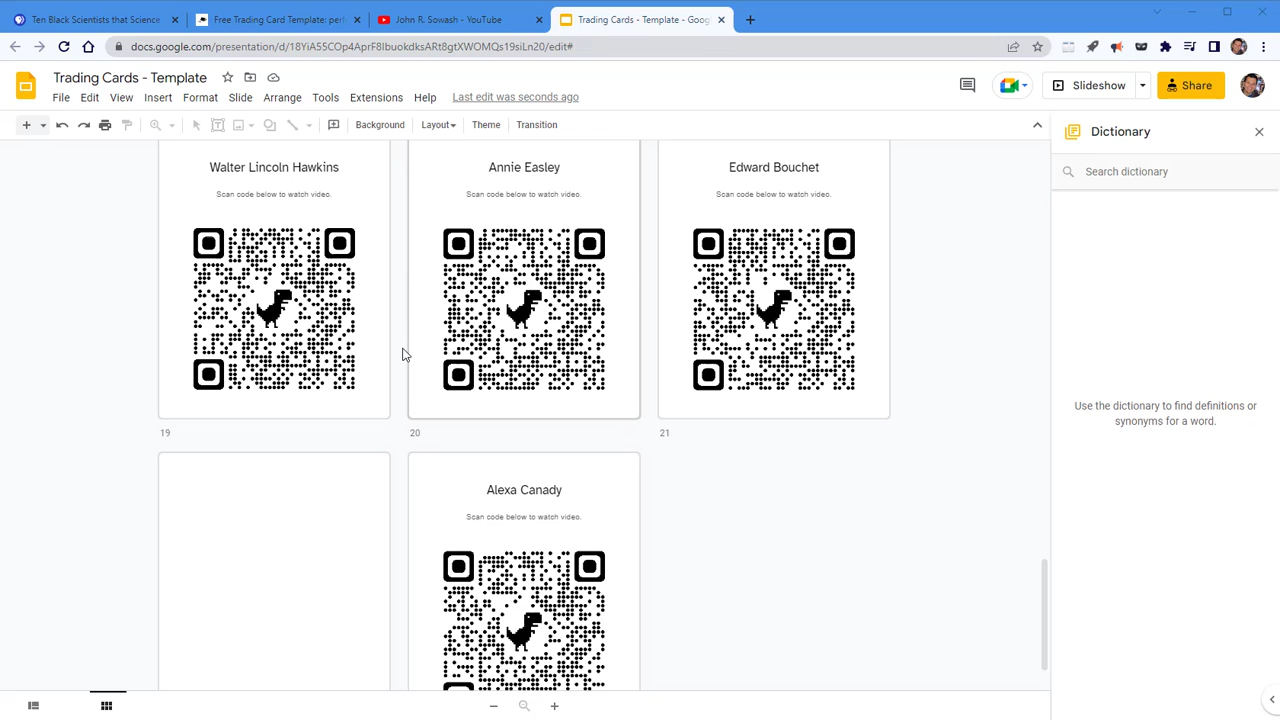 Ten Black Scientists that Science
Free Trading Card Template: perf
John R. Sowash - YouTube
Trading Cards - Template - Goog
docs.google.com/presentation/d/18YiA55COp4AprF8IbuokdksARt8gtXWOMQs19siLn20/edit#
Trading Cards - Template
File Edit View Insert Format Slide Arrange Tools Extensions Help Last edit was seconds ago
Slideshow
Share
Background Layout Theme Transition
Dictionary
Search dictionary
Use the dictionary to find definitions or
synonyms for a word.
Walter Lincoln Hawkins
Scan code below to watch video.
19
Annie Easley
Scan code below to watch video.
20
Edward Bouchet
Scan code below to watch video.
21
Alexa Canady
Scan code below to watch video.